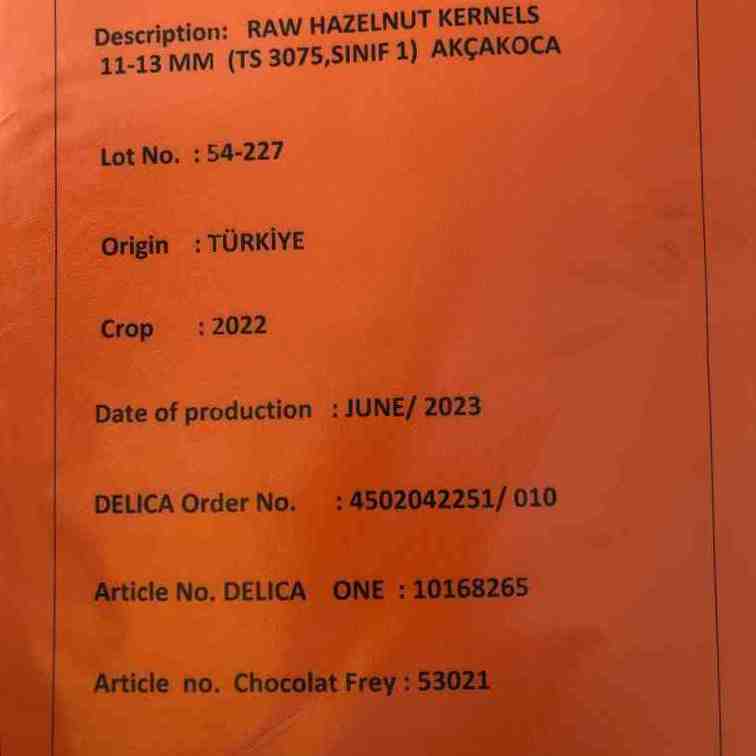 Description: RAW HAZELNUT KERNELS
11-13 MM (TS 3075,SINIF 1) AKÇAKOCA
Lot No. : 54-227
Origin : TÜRKİYE
Crop : 2022
Date of production : JUNE/ 2023
DELICA Order No. : 4502042251/ 010
Article No. DELICA ONE : 10168265
Article no. Chocolat Frey : 53021